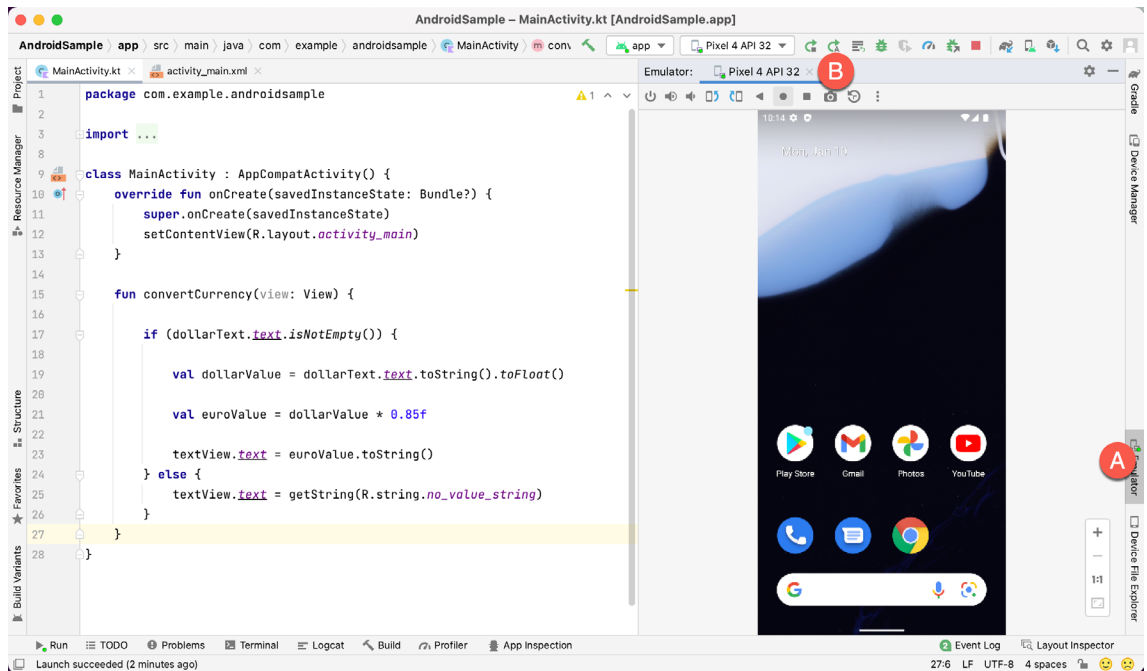 AndroidSample – MainActivity.kt [AndroidSample.app]
AndroidSample app src main java com example androidsample MainActivity conv app Pixel 4 API 32
MainActivity.kt activity_main.xml
Emulator: Pixel 4 API 32 B
Project
Resource Manager
Structure
Favorites
Build Variants
1 package com.example.androidsample
1
2
3 import ...
8
9 class MainActivity : AppCompatActivity() {
10 override fun onCreate(savedInstanceState: Bundle?) {
11 super.onCreate(savedInstanceState)
12 setContentView(R.layout.activity_main)
13 }
14
15 fun convertCurrency(view: View) {
16
17 if (dollarText.text.isNotEmpty()) {
18
19 val dollarValue = dollarText.text.toString().toFloat()
20
21 val euroValue = dollarValue * 0.85f
22
23 textView.text = euroValue.toString()
24 } else {
25 textView.text = getString(R.string.no_value_string)
26 }
27 }
28 }
10:14
Mon, Jan 10
Play Store Gmail Photos YouTube
1:1
Gradle
Device Manager
A
Emulator
Device File Explorer
Run TODO Problems Terminal Logcat Build Profiler App Inspection 2 Event Log Layout Inspector
Launch succeeded (2 minutes ago) 27:6 LF UTF-8 4 spaces